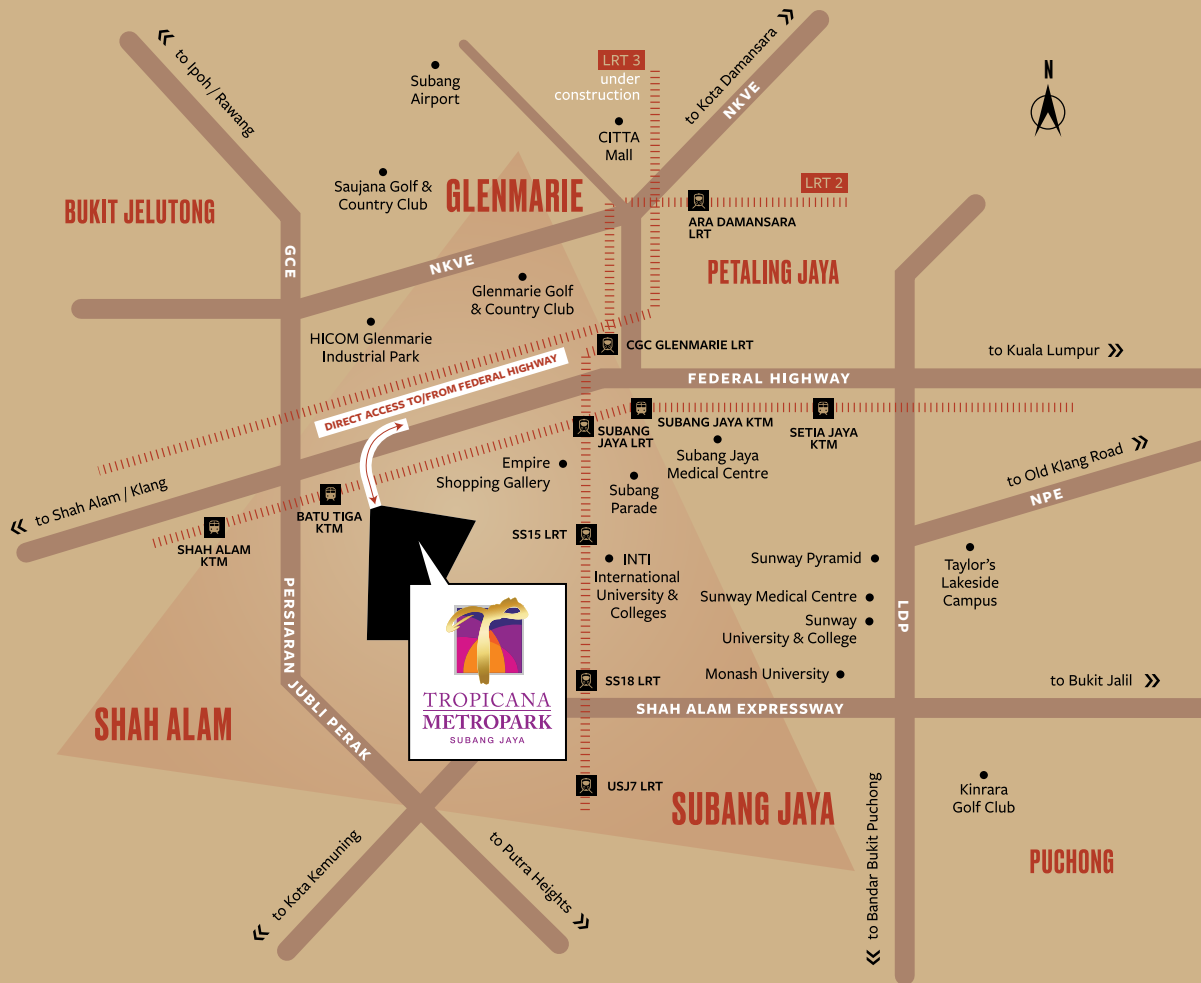 to Ipoh / Rawang
Subang
Airport
LRT 3
under
construction
to Kota Damansara
NKVE
N
CITTA
Mall
Saujana Golf &
Country Club
GLENMARIE
LRT 2
BUKIT JELUTONG
ARA DAMANSARA
LRT
GCE
NKVE
PETALING JAYA
Glenmarie Golf
& Country Club
HICOM Glenmarie
Industrial Park
CGC GLENMARIE LRT
to Kuala Lumpur
DIRECT ACCESS TO/FROM FEDERAL HIGHWAY
FEDERAL HIGHWAY
SUBANG
JAYA LRT
SUBANG JAYA KTM
SETIA JAYA
KTM
Subang Jaya
Medical Centre
Empire
Shopping Gallery
Subang
Parade
to Old Klang Road
NPE
to Shah Alam / Klang
BATU TIGA
KTM
SHAH ALAM
KTM
SS15 LRT
INTI
International
University &
Colleges
Sunway Pyramid
Taylor's
Lakeside
Campus
Sunway Medical Centre
Sunway
University & College
LDP
PERSIARAN
JUBLI PERAK
Monash University
SS18 LRT
to Bukit Jalil
TROPICANA
METROPARK
SUBANG JAYA
SHAH ALAM EXPRESSWAY
SHAH ALAM
USJ7 LRT
SUBANG JAYA
Kinrara
Golf Club
to Bandar Bukit Puchong
PUCHONG
to Kota Kemuning
to Putra Heights